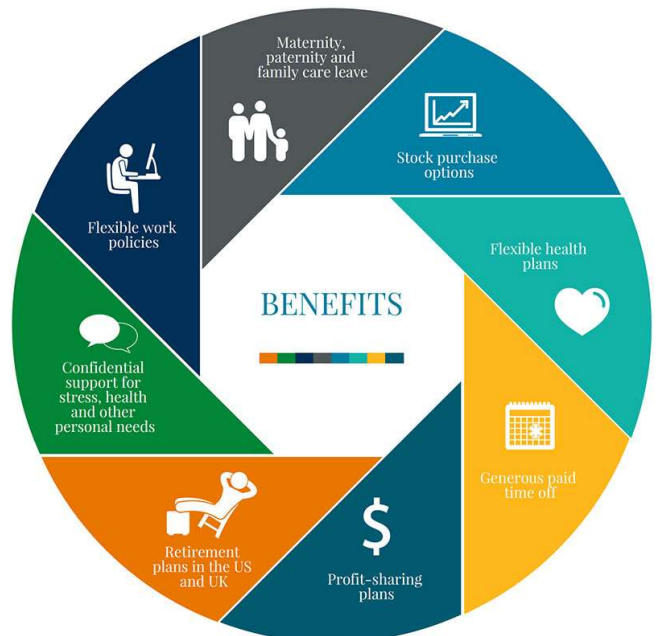 Maternity,
paternity and
family care leave
Stock purchase
options
Flexible health
plans
Generous paid
time off
Profit-sharing
plans
Retirement
plans in the US
and UK
Confidential
support for
stress, health
and other
personal needs
Flexible work
policies
BENEFITS
$